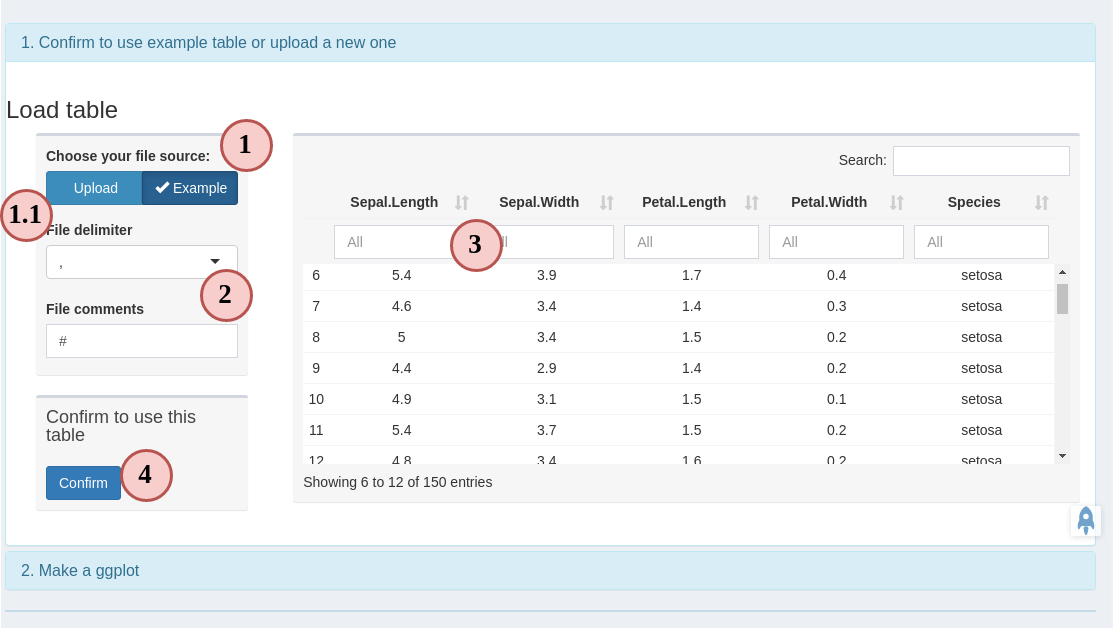 1. Confirm to use example table or upload a new one
Load table
1
Choose your file source:
Upload Example
1.1
File delimiter
,
2
File comments
#
Confirm to use this
table
4
Confirm
Search:
Sepal.Length Sepal.Width Petal.Length Petal.Width Species
All 3 ll All All All
6 5.4 3.9 1.7 0.4 setosa
7 4.6 3.4 1.4 0.3 setosa
8 5 3.4 1.5 0.2 setosa
9 4.4 2.9 1.4 0.2 setosa
10 4.9 3.1 1.5 0.1 setosa
11 5.4 3.7 1.5 0.2 setosa
12 4.8 3.4 1.6 0.2 setosa
Showing 6 to 12 of 150 entries
2. Make a ggplot